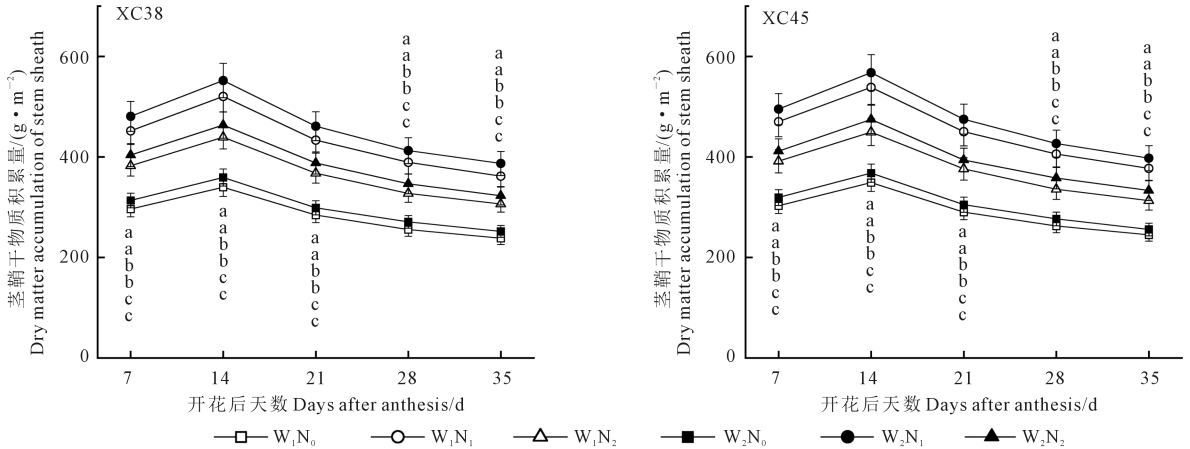 XC38
茎鞘干物质积累量/(g·m⁻²)
Dry matter accumulation of stem sheath
600
400
200
0
a
a
b
b
c
c
a
a
b
b
c
c
a
a
b
b
c
c
a
a
b
b
c
c
a
a
b
b
c
c
7 14 21 28 35
开花后天数 Days after anthesis/d
XC45
茎鞘干物质积累量/(g·m⁻²)
Dry matter accumulation of stem sheath
600
400
200
0
a
a
b
b
c
c
a
a
b
b
c
c
a
a
b
b
c
c
a
a
b
b
c
c
a
a
b
b
c
c
7 14 21 28 35
开花后天数 Days after anthesis/d
W₁N₀ W₁N₁ W₁N₂ W₂N₀ W₂N₁ W₂N₂